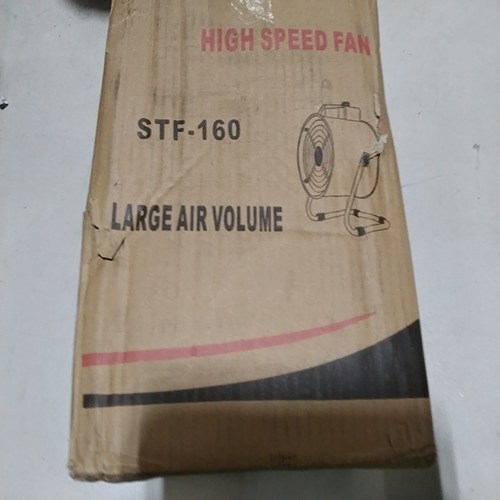 HIGH SPEED FAN
STF-160
LARGE AIR VOLUME